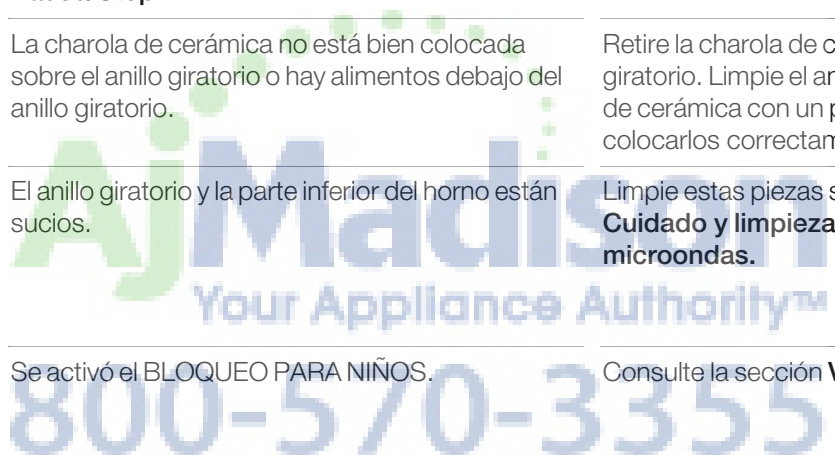 La charola de cerámica no está bien colocada
sobre el anillo giratorio o hay alimentos debajo del
anillo giratorio.
Retire la charola de
giratorio. Limpie el
de cerámica con un
colocarlos
El anillo giratorio y la parte inferior del horno están
sucios.
Limpie estas piezas
Cuidado y limpieza
microondas.
Se activó el BLOQUEO PARA NIÑOS.
Consulte la sección
AjMadison
Your Appliance Authority™
800-570-3355